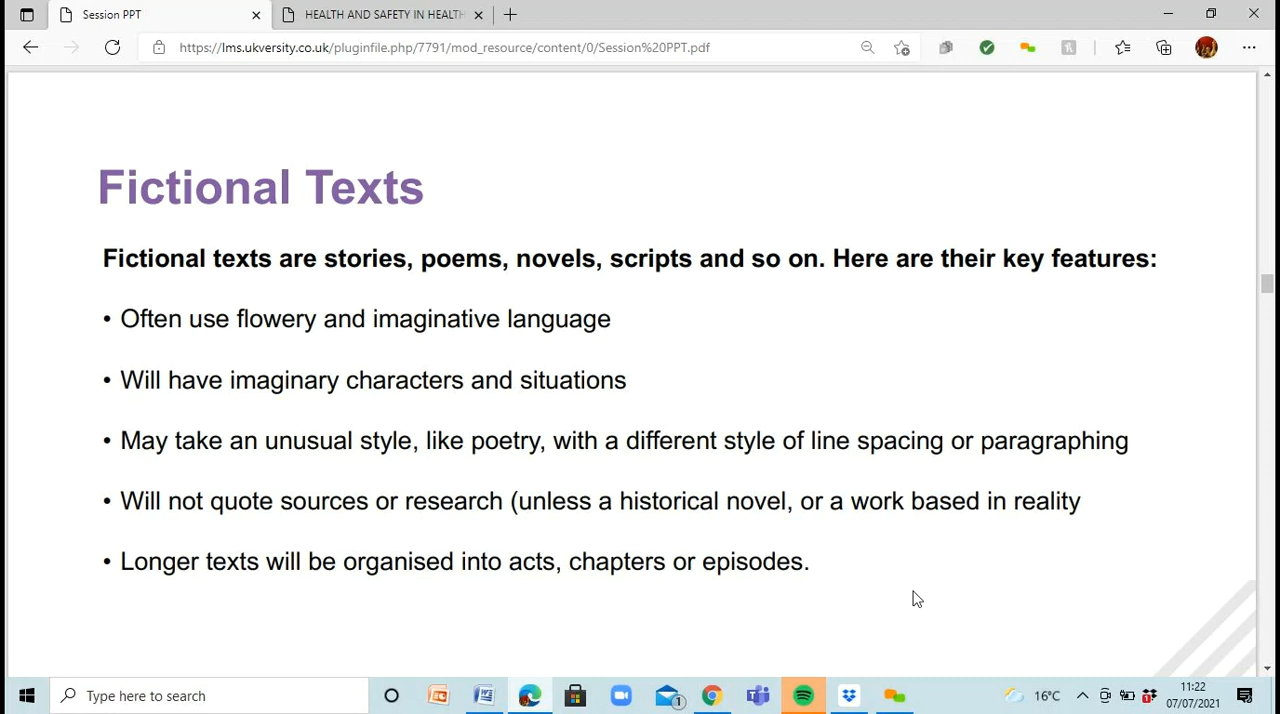 Session PPT
HEALTH AND SAFETY IN HEALTH
https://lms.ukversity.co.uk/pluginfile.php/7791/mod_resource/content/0/Session%20PPT.pdf
Fictional Texts
Fictional texts are stories, poems, novels, scripts and so on. Here are their key features:
• Often use flowery and imaginative language
• Will have imaginary characters and situations
• May take an unusual style, like poetry, with a different style of line spacing or paragraphing
• Will not quote sources or research (unless a historical novel, or a work based in reality
• Longer texts will be organised into acts, chapters or episodes.
Type here to search
1
16°C
11:22
07/07/2021